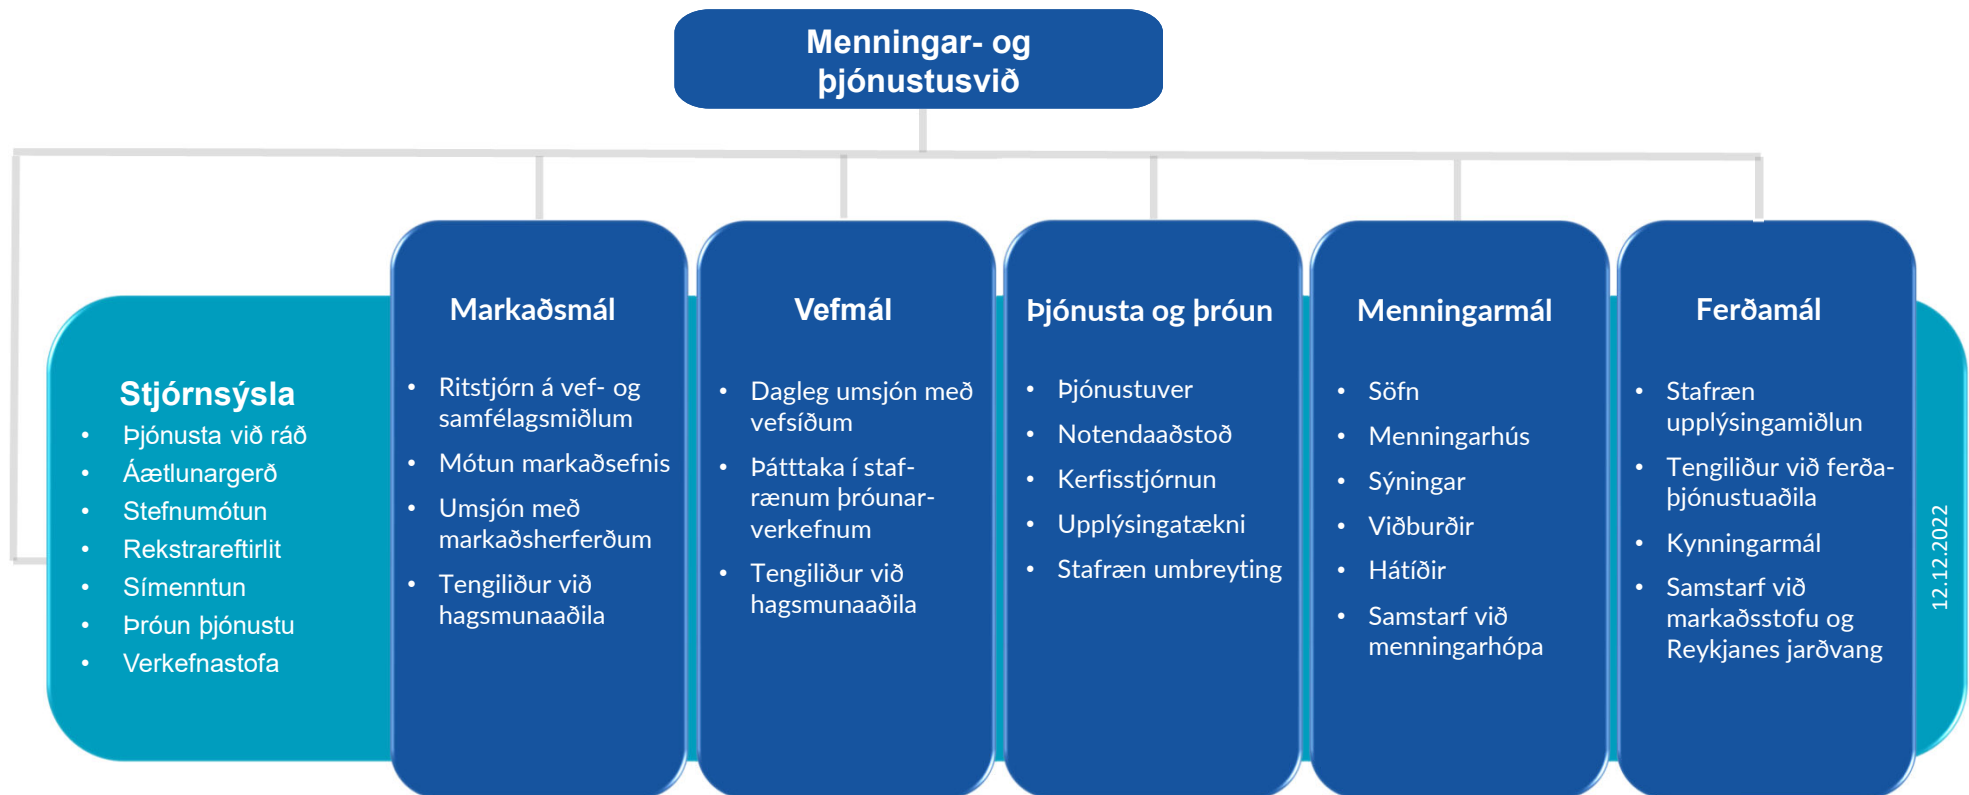 Menningar- og
þjónustusvið
Stjórnsýsla
• Þjónusta við ráð
• Áætlunargerð
• Stefnumótun
• Rekstrareftirlit
• Símenntun
• Þróun þjónustu
• Verkefnastofa
Markaðsmál
• Ritstjórn á vef- og
samfélagsmiðlum
• Mótun markaðsefnis
• Umsjón með
markaðsherferðum
• Tengiliður við
hagsmunaaðila
Vefmál
• Dagleg umsjón með
vefsíðum
• Þátttaka í staf-
rænum þróunar-
verkefnum
• Tengiliður við
hagsmunaaðila
Þjónusta og þróun
• Þjónustuver
• Notendaaðstoð
• Kerfisstjórnun
• Upplýsingatækni
• Stafræn umbreyting
Menningarmál
• Söfn
• Menningarhús
• Sýningar
• Viðburðir
• Hátíðir
• Samstarf við
menningarhópa
Ferðamál
• Stafræn
upplýsingamiðlun
• Tengiliður við ferða-
þjónustuaðila
• Kynningarmál
• Samstarf við
markaðsstofu og
Reykjanes jarðvang
12.12.2022